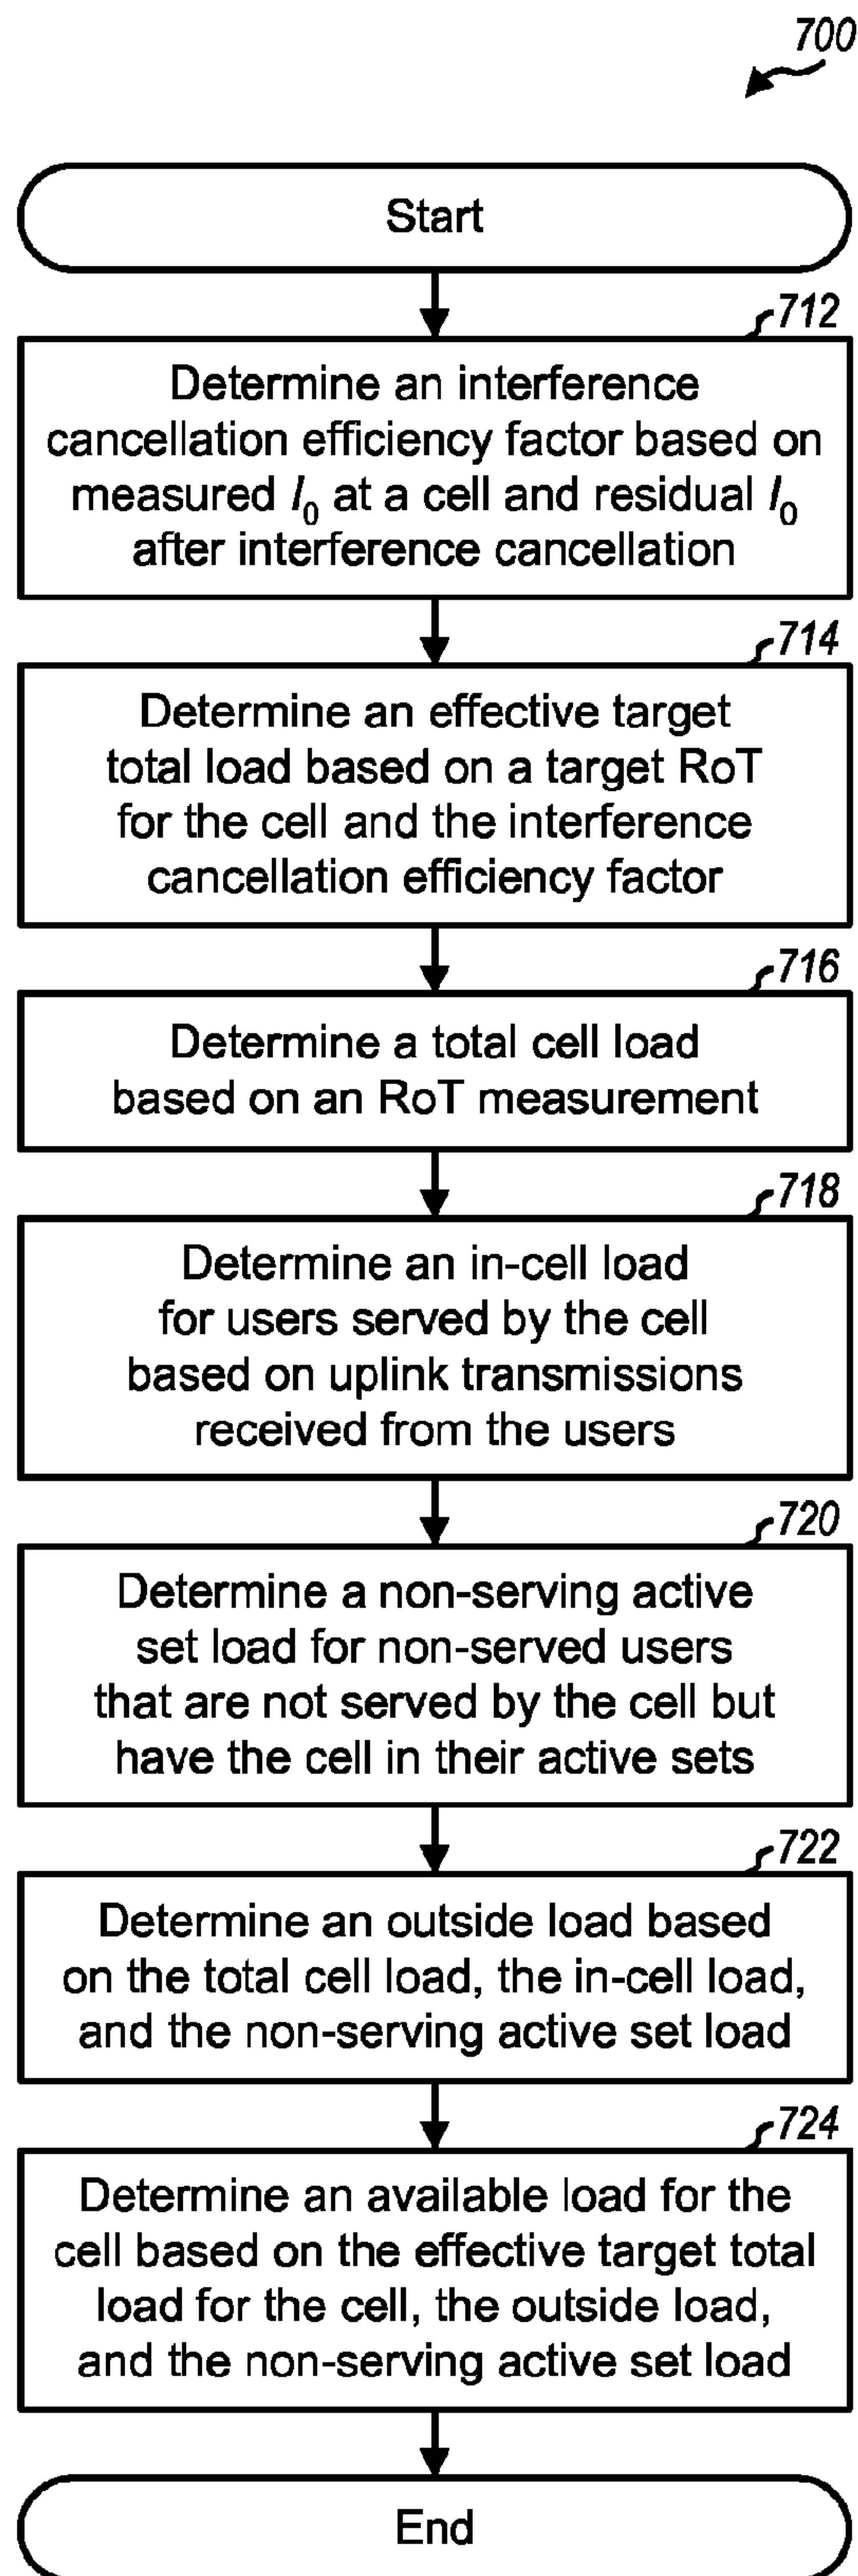 700
Start
712
Determine an interference
cancellation efficiency factor based on
measured I0 at a cell and residual I0
after interference cancellation
714
Determine an effective target
total load based on a target RoT
for the cell and the interference
cancellation efficiency factor
716
Determine a total cell load
based on an RoT measurement
718
Determine an in-cell load
for users served by the cell
based on uplink transmissions
received from the users
720
Determine a non-serving active
set load for non-served users
that are not served by the cell but
have the cell in their active sets
722
Determine an outside load based
on the total cell load, the in-cell load,
and the non-serving active set load
724
Determine an available load for the
cell based on the effective target total
load for the cell, the outside load,
and the non-serving active set load
End